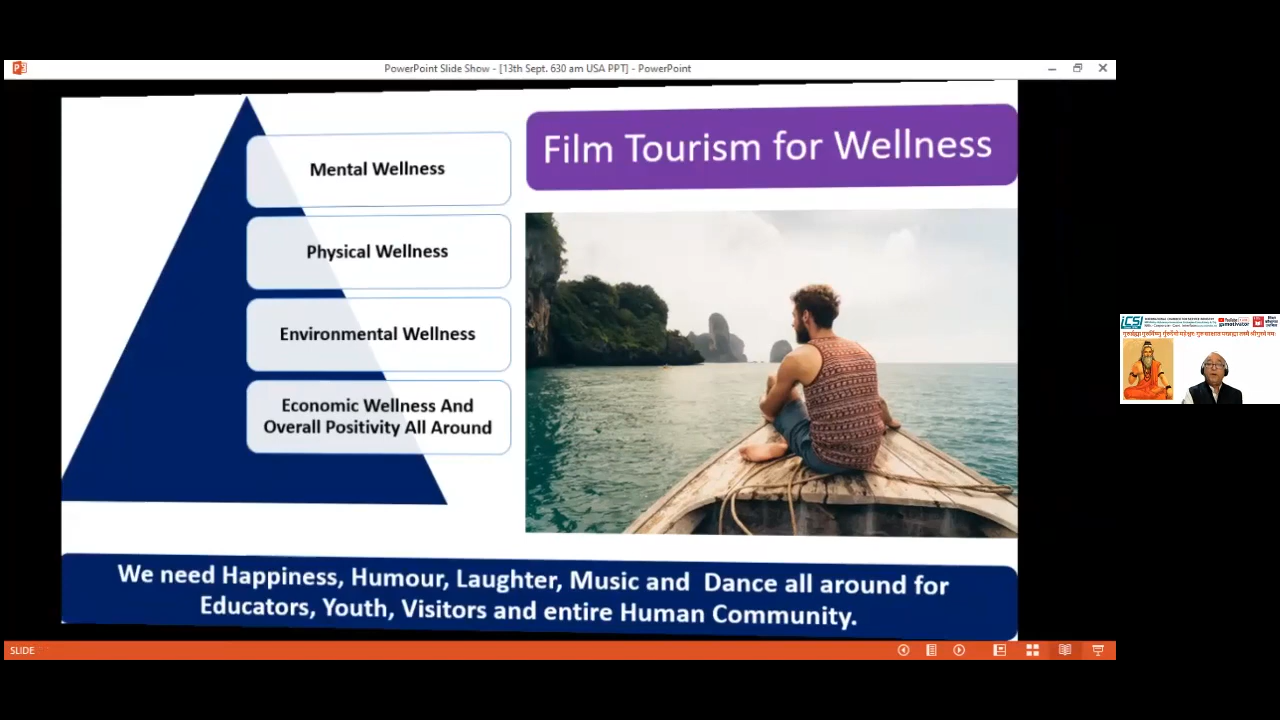 PowerPoint Slide Show - [13th Sept. 630 am USA PPT] - PowerPoint
Film Tourism for Wellness
Mental Wellness
Physical Wellness
Environmental Wellness
Economic Wellness And
Overall Positivity All Around
We need Happiness, Humour, Laughter, Music and Dance all around for
Educators, Youth, Visitors and entire Human Community.
SLIDE
iCSI
YouTube